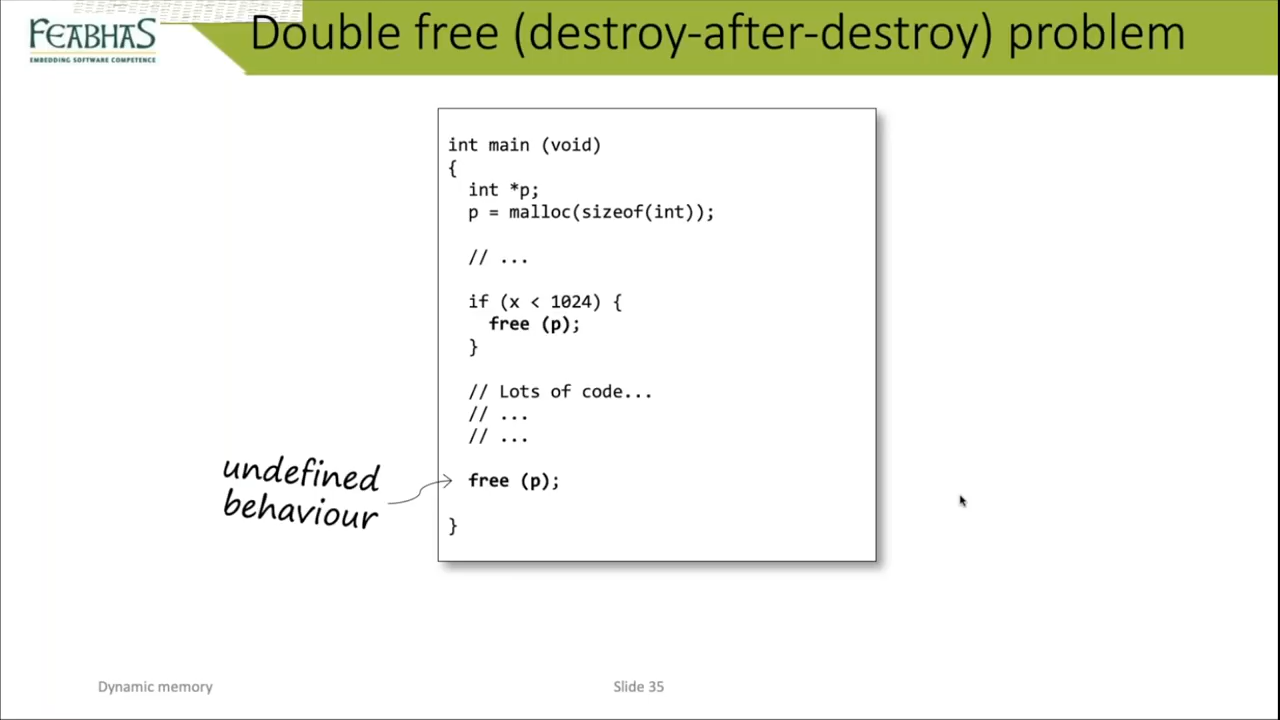 FEABHAS
EMBEDDING SOFTWARE COMPETENCE
Double free (destroy-after-destroy) problem
int main (void)
{
int *p;
p = malloc(sizeof(int));
// ...
if (x < 1024) {
free (p);
}
// Lots of code...
// ...
// ...
undefined
behaviour
free (p);
}
Dynamic memory
Slide 35